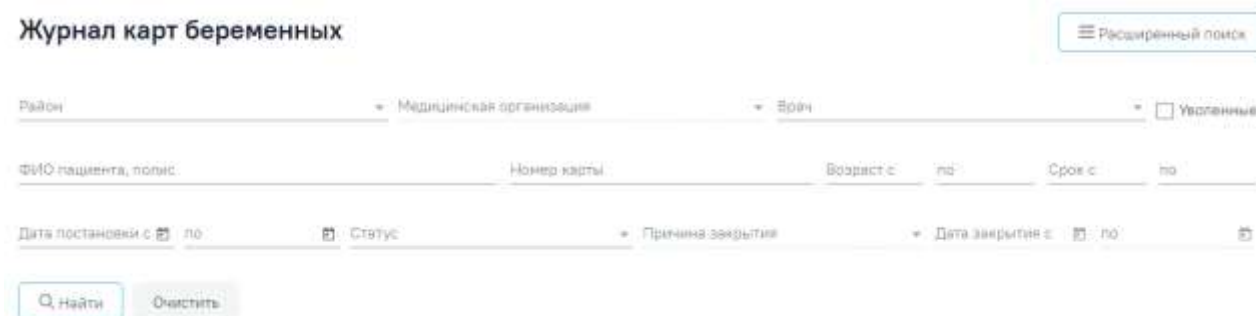 Журнал карт беременных
Расширенный поиск
Район Медицинская организация Врач Уволенные
ФИО пациента, полис Номер карты Возраст с по Срок с по
Дата постановки с по Статус Причина закрытия Дата закрытия с по
Найти Очистить